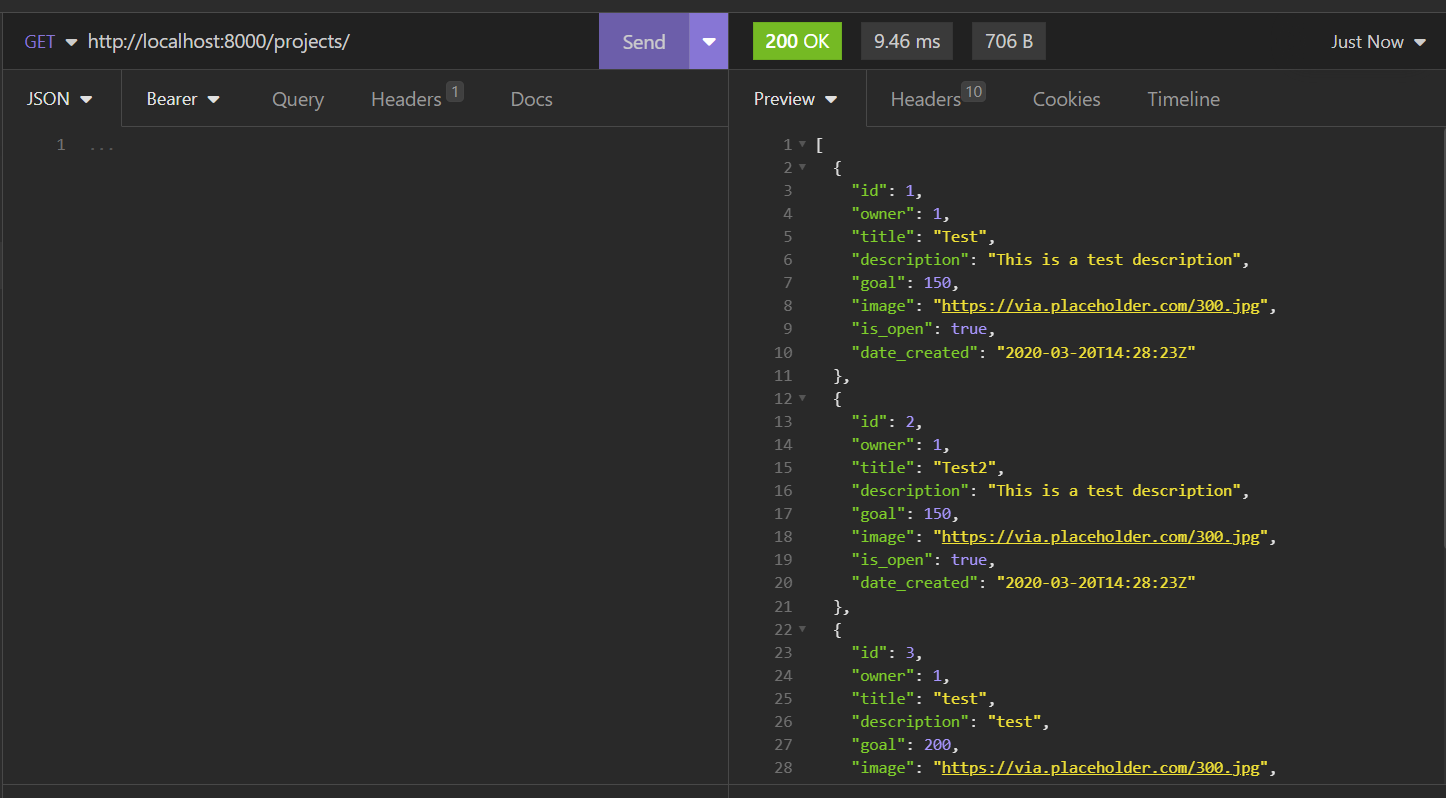 GET http://localhost:8000/projects/ Send 200 OK 9.46 ms 706 B Just Now
JSON Bearer Query Headers 1 Docs Preview Headers 10 Cookies Timeline
1 ...
1 [
2 {
3 "id": 1,
4 "owner": 1,
5 "title": "Test",
6 "description": "This is a test description",
7 "goal": 150,
8 "image": "https://via.placeholder.com/300.jpg",
9 "is_open": true,
10 "date_created": "2020-03-20T14:28:23Z"
11 },
12 {
13 "id": 2,
14 "owner": 1,
15 "title": "Test2",
16 "description": "This is a test description",
17 "goal": 150,
18 "image": "https://via.placeholder.com/300.jpg",
19 "is_open": true,
20 "date_created": "2020-03-20T14:28:23Z"
21 },
22 {
23 "id": 3,
24 "owner": 1,
25 "title": "test",
26 "description": "test",
27 "goal": 200,
28 "image": "https://via.placeholder.com/300.jpg",